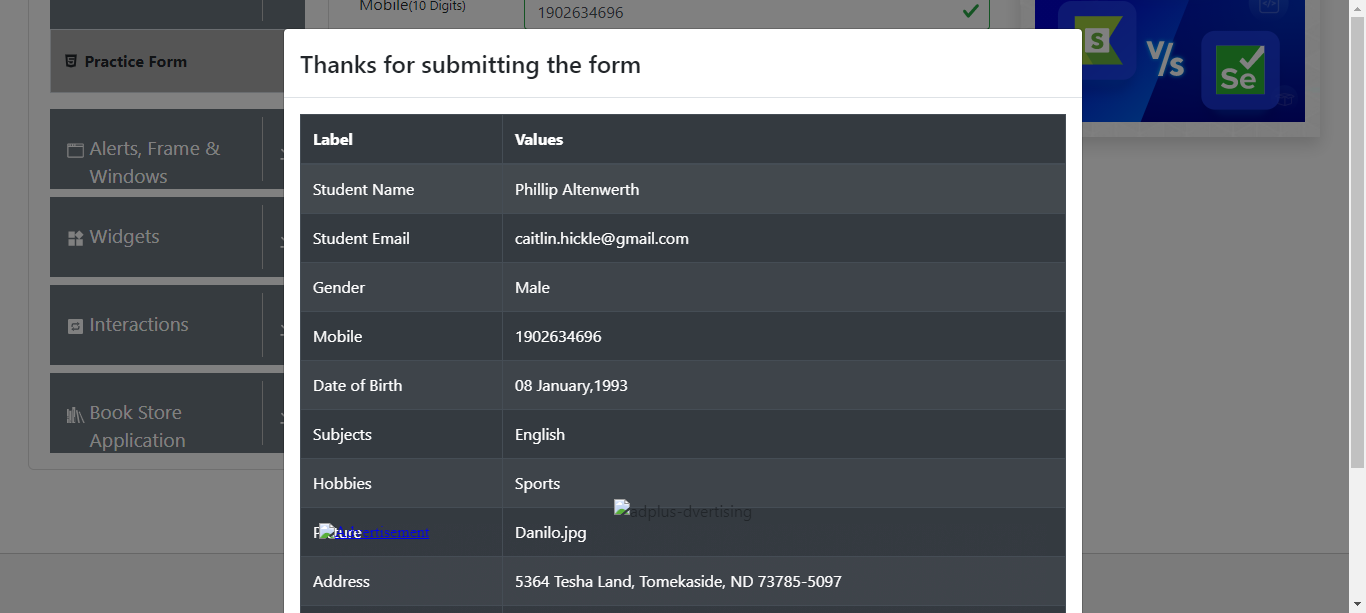 Mobile(10 Digits)
1902634696
Practice Form
Alerts, Frame &
Windows
Widgets
Interactions
Book Store
Application
S
V/s
Se
Thanks for submitting the form
Label Values
Student Name Phillip Altenwerth
Student Email caitlin.hickle@gmail.com
Gender Male
Mobile 1902634696
Date of Birth 08 January,1993
Subjects English
Hobbies Sports
adplus-dvertising
Picture Danilo.jpg
Advertisement
Address 5364 Tesha Land, Tomekaside, ND 73785-5097